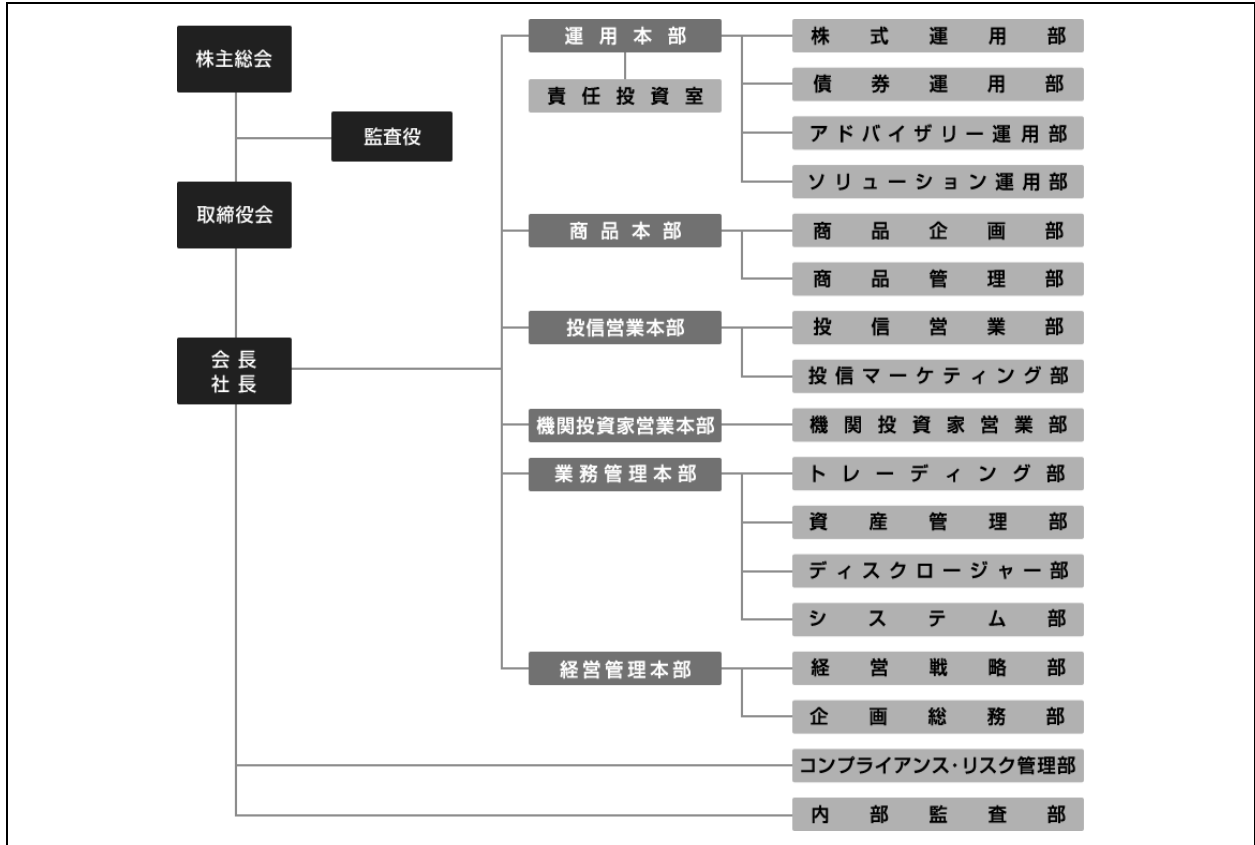 株主総会
監査役
取締役会
会長
社長
運用本部
責任投資室
株式運用部
債券運用部
アドバイザリー運用部
ソリューション運用部
商品本部
商品企画部
商品管理部
投信営業本部
投信営業部
投信マーケティング部
機関投資家営業本部
機関投資家営業部
業務管理本部
トレーディング部
資産管理部
ディスクロージャー部
システム部
経営管理本部
経営戦略部
企画総務部
コンプライアンス・リスク管理部
内部監査部